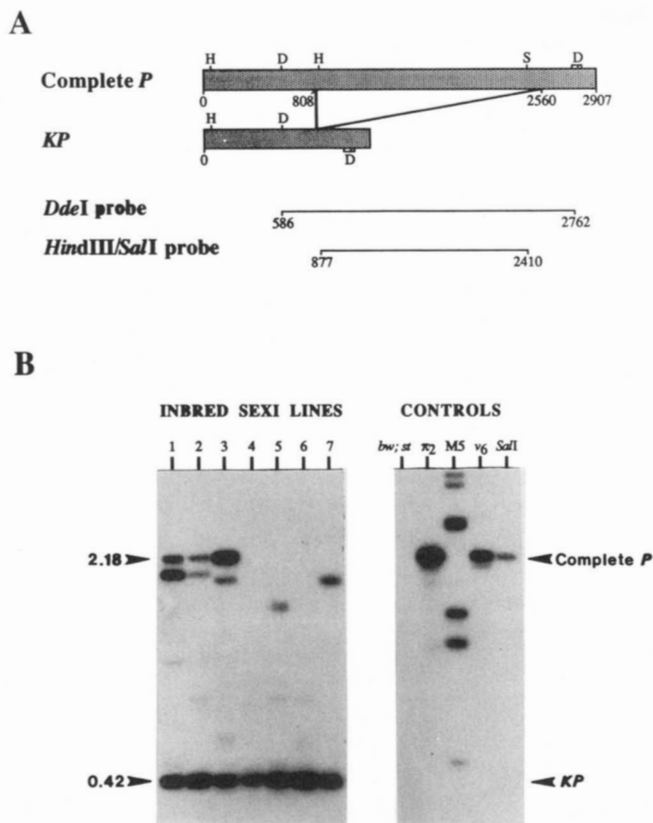 A
H D H S D
Complete P
0 808 2560 2907
H D
KP
0 D
DdeI probe
586 2762
HindIII/SalI probe
877 2410
B
INBRED SEXI LINES CONTROLS
1 2 3 4 5 6 7 bw; st π2 M5 ν6 SalI
2.18 Complete P
0.42 KP